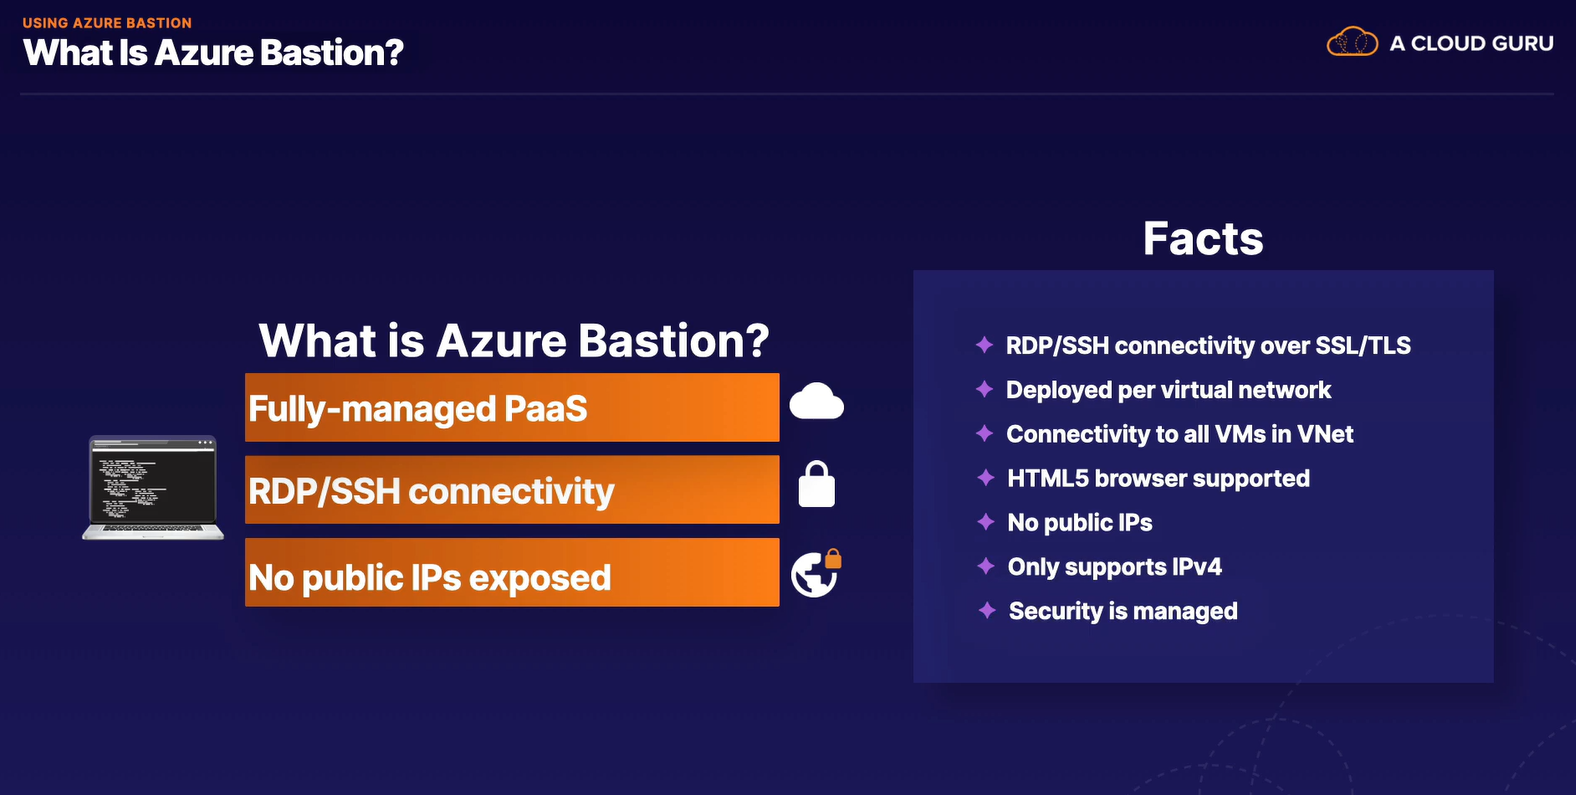 USING AZURE BASTION
What Is Azure Bastion?
A CLOUD GURU
What is Azure Bastion?
Fully-managed PaaS
RDP/SSH connectivity
No public IPs exposed
Facts
RDP/SSH connectivity over SSL/TLS
Deployed per virtual network
Connectivity to all VMs in VNet
HTML5 browser supported
No public IPs
Only supports IPv4
Security is managed